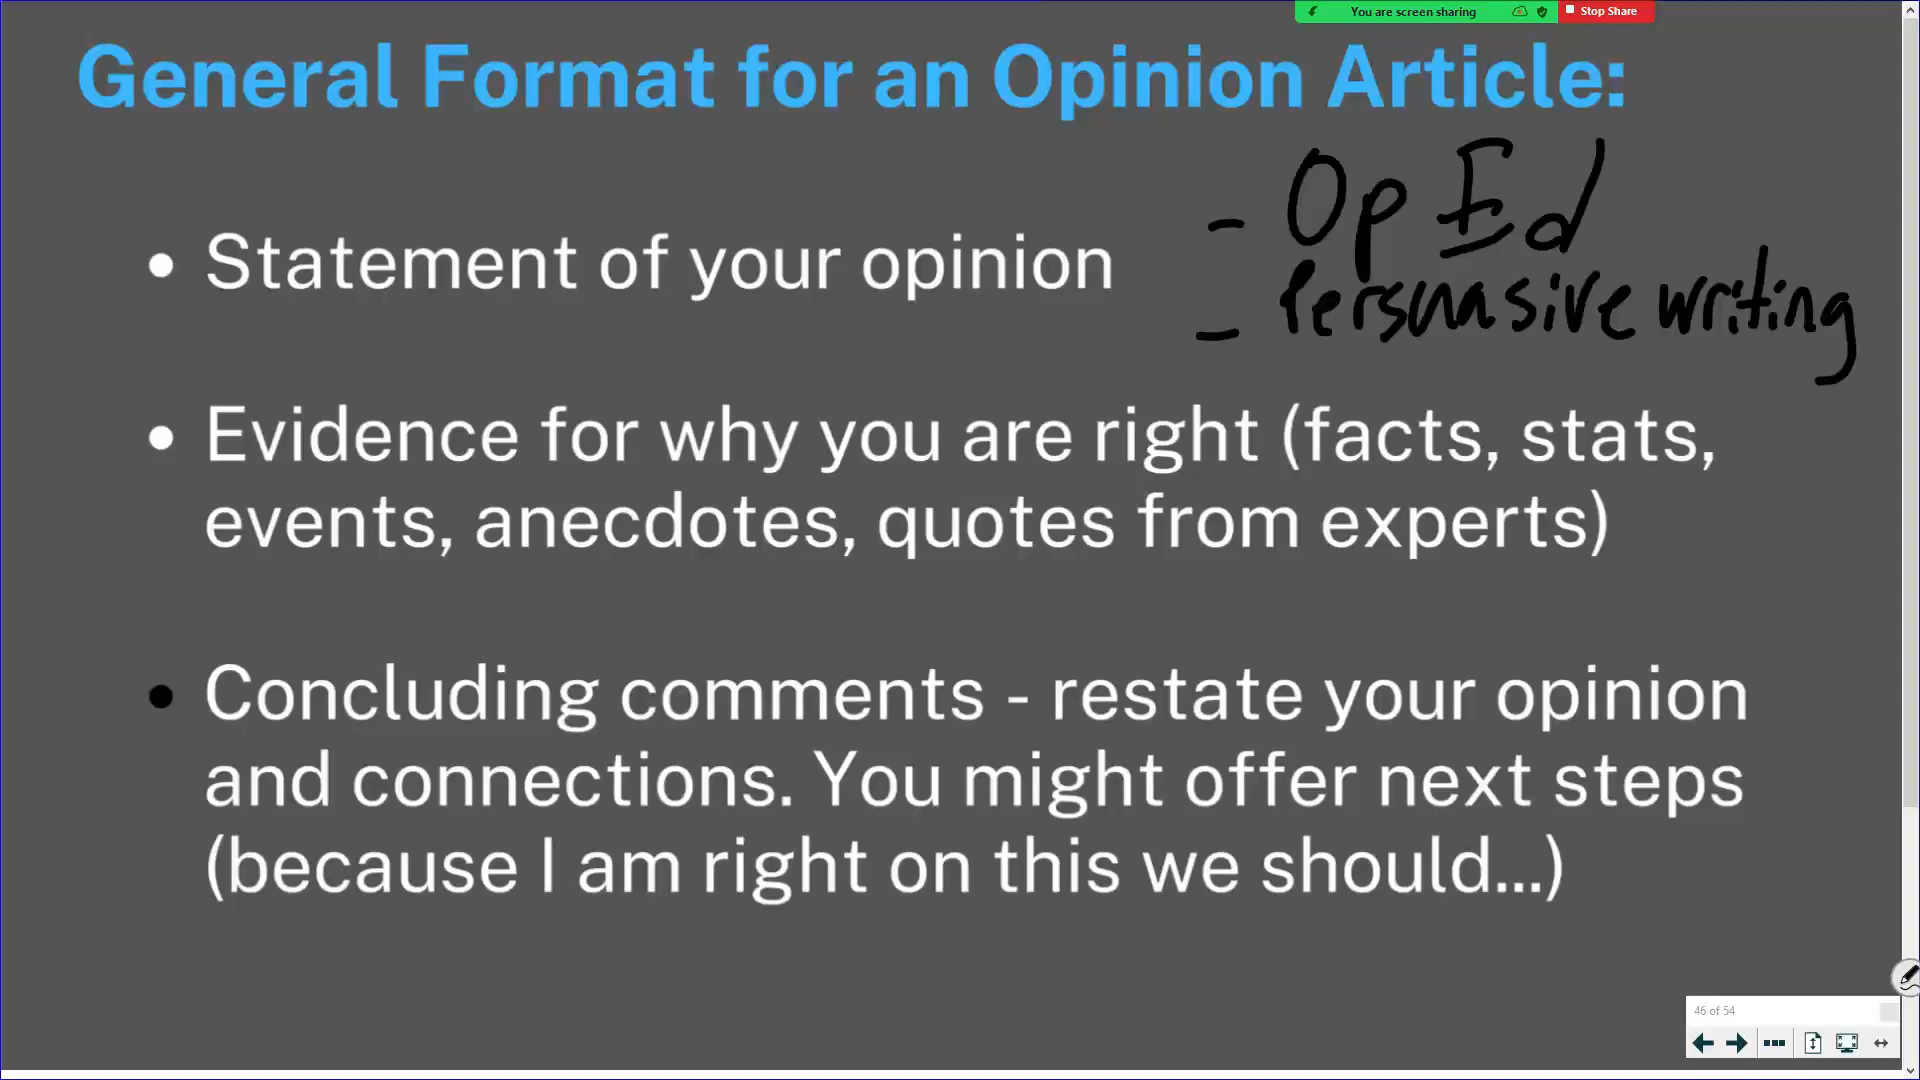 You are screen sharing
Stop Share
General Format for an Opinion Article:
- Op Ed
• Statement of your opinion
- Persuasive writing
• Evidence for why you are right (facts, stats,
events, anecdotes, quotes from experts)
• Concluding comments - restate your opinion
and connections. You might offer next steps
(because I am right on this we should...)
46 of 54